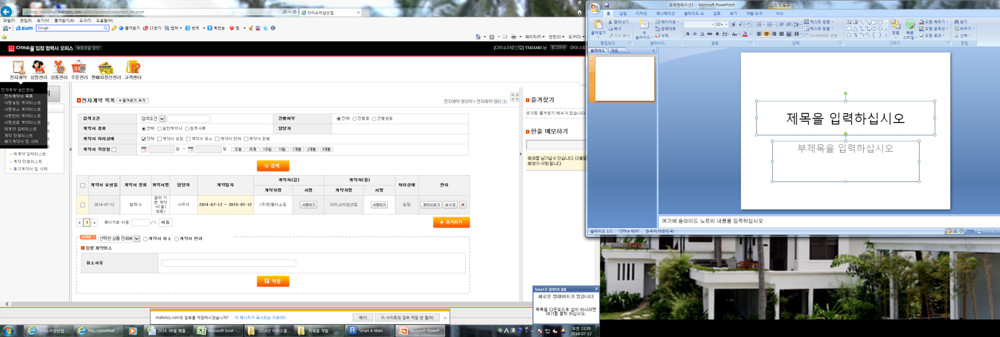 http://daisomall.mallstory.com/admin/econtract/econtract_list.php#
다이소아성산업
파일(F) 편집(E) 보기(V) 즐겨찾기(A) 도구(T) 도움말(H)
zum Google 즐겨찾기 11번가 캡쳐 번역 퀵전송 찜
페이지(P) 안전(S) 도구(O)
다이소몰 입점 협력사 오피스 튜토리얼 모드
[다이소아성산업] YMJAMO 님 로그아웃 마이스토
전자계약 상점관리 상품관리 주문관리 판매자정산관리 고객센타
전자계약 승인관리
전자계약서 목록
서명요청 계약리스트
서명취소 계약리스트
서명반려 계약리스트
서명완료 계약리스트
재계약 임박리스트
계약 만료리스트
폐기계약서 및 삭제
재계약 임박리스트
계약 만료리스트
폐기계약서 및 삭제
전자계약 목록 + 즐겨찾기 추가
전자계약 관리약 > 전자계약 관리
검색조건 검색조건 진행여부 전체 진행중 진행완료
계약서 종류 전체 일반계약서 첨부서류 담당자
계약서 처리상태 전체 계약서 요청 계약서 취소 계약서 반려 계약서 완료
계약서 작성일 일 ~ 일 오늘 어제 1주일 15일 1개월 2개월 3개월
검색
계약서 요청일 계약서 분류 계약서명 담당자 계약일자 계약자(갑) 계약자(을) 처리상태 관리
계약자명 서명 계약자명 서명
2014-07-12 협력사 셀러 기본 계약서(월1회용) 서주석 2014-07-12 ~ 2015-07-12 (주)한웰이쇼핑 서명하기 다이소아성산업 서명하기 요청 계약서보기 수정
1 페이지로 이동 / 1 이동
+ 추가하기
GUIDE 선택한 상품 전체에 계약서 취소 계약서 반려
일괄 계약취소
취소사유
저장
즐겨찾기
추가된 즐겨찾기 메뉴가 없습니다
한줄 메모하기
메모를 남기실수 있습니다. 더블클
메모가 삭제 됩니다
mallstory.com의 암호를 저장하시겠습니까? 이 메시지가 표시되는 이유(W) 예(Y) 이 사이트의 경우 저장 안 함(N)
Smart A 업데이트 알림
새로운 업데이트가 있습니다
목록을 다운로드후 설치 하시려면
여기를 클릭 하십시오.
다이소아성산업 -... http://daisomall.... 2014. 06월 매출 ... Microsoft Excel - ... 2014년 다이소몰... 자체몰 개발 Smart A Main Microsoft PowerP...
A 漢
오전 11:39
2014-07-12
프레젠테이션1 - Microsoft PowerPoint 그리기 도구
홈 삽입 디자인 애니메이션 슬라이드 쇼 검토 보기 개발 도구 서식
붙여넣기 잘라내기 복사 서식 복사
클립보드
새 슬라이드 레이아웃 원래대로 삭제
슬라이드
32
글꼴
텍스트 방향 텍스트 맞춤 SmartArt로 변환
단락
정렬 빠른 스타일 도형 채우기 도형 윤곽선 도형 효과
그리기
찾기 바꾸기 선택
편집
슬라이드 개요
1
제목을 입력하십시오
부제목을 입력하십시오
여기에 슬라이드 노트의 내용을 입력하십시오
슬라이드 1/1 "Office 테마" 한국어(대한민국) 70%